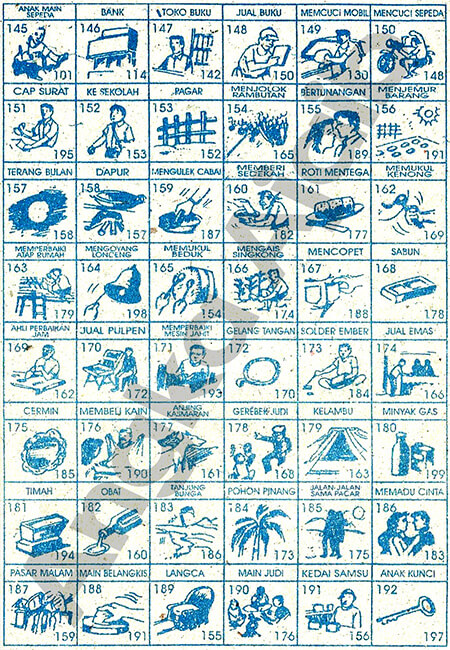 ANAK MAIN
SEPEDA
BANK
TOKO BUKU
JUAL BUKU
MEMCUCI MOBIL
MENCUCI SEPEDA
145
101
146
114
147
142
148
150
149
130
150
148
CAP SURAT
KE SEKOLAH
PAGAR
MENJOLOK
RAMBUTAN
BERTUNANGAN
MENJEMUR
BARANG
151
195
152
153
153
152
154
165
155
189
156
191
TERANG BULAN
DAPUR
MENGULEK CABAI
MEMBERI
SEDEKAH
ROTI MENTEGA
MEMUKUL
KENONG
157
158
158
157
159
187
160
182
161
177
162
169
MEMPERBAIKI
ATAP RUMAH
MENGOYANG
LONCENG
MEMUKUL
BEDUK
MENGAIS
SINGKONG
MENCOPET
SABUN
163
179
164
198
165
154
166
174
167
188
168
178
AHLI PERBAIKAN
JAM
JUAL PULPEN
MEMPERBAIKI
MESIN JAHIT
GELANG TANGAN
SOLDER EMBER
JUAL EMAS
169
162
170
172
171
193
172
170
173
184
174
166
CERMIN
MEMBELI KAIN
ANJING
KASMARAN
GEREBEK JUDI
KELAMBU
MINYAK GAS
175
185
176
190
177
161
178
168
179
163
180
199
TIMAH
OBAT
TANJUNG
BUNGA
POHON PINANG
JALAN-JALAN
SAMA PACAR
MEMADU CINTA
181
194
182
160
183
186
184
173
185
175
186
183
PASAR MALAM
MAIN BELANGKIS
LANGCA
MAIN JUDI
KEDAI SAMSU
ANAK KUNCI
187
159
188
191
189
155
190
176
191
156
192
197